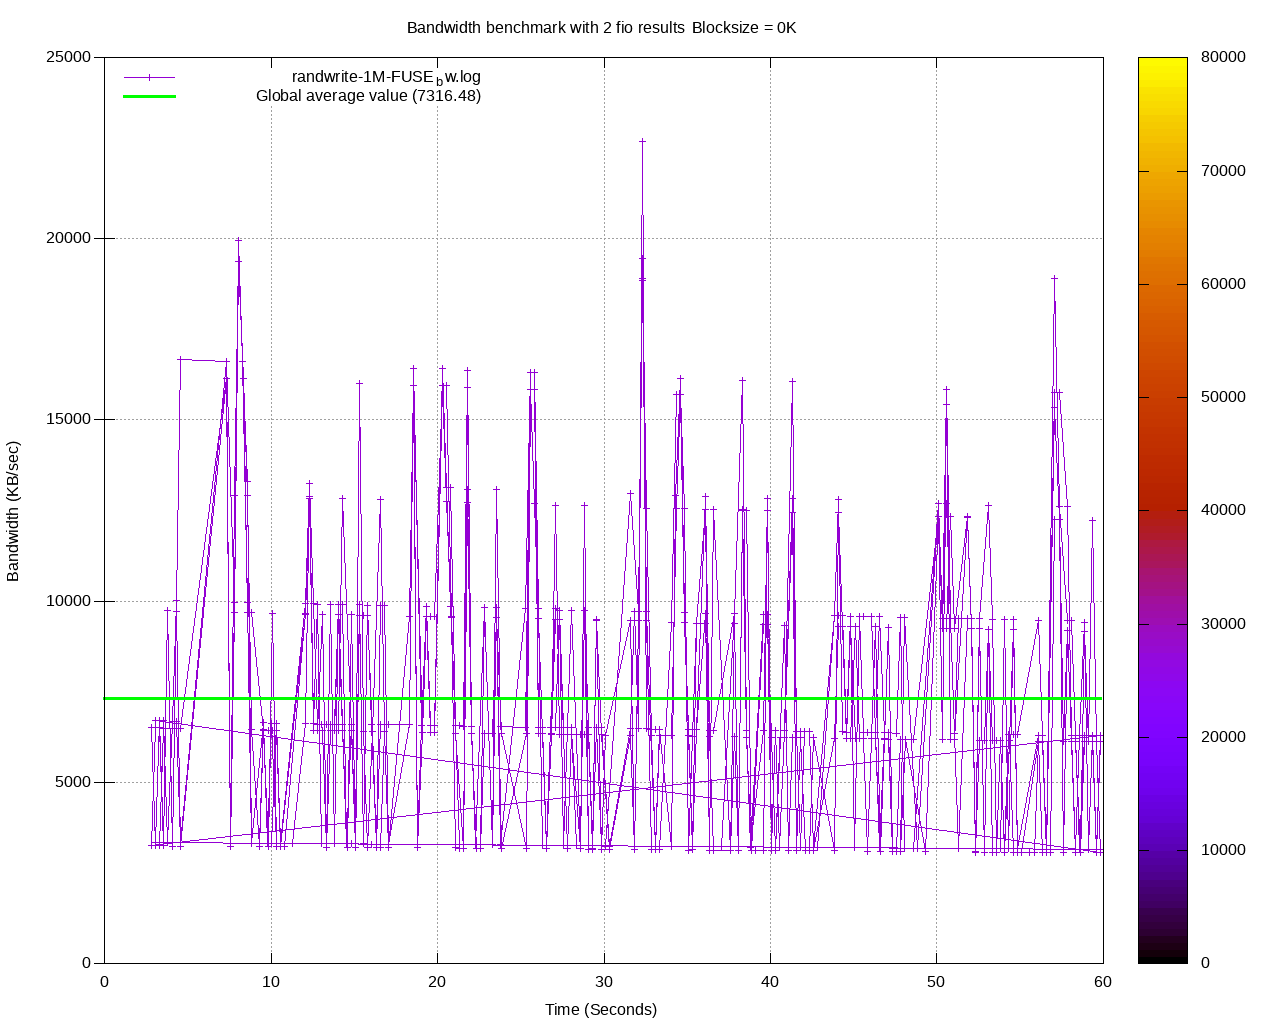 Bandwidth benchmark with 2 fio results Blocksize = 0K
25000
20000
15000
10000
5000
0
Bandwidth (KB/sec)
randwrite-1M-FUSE_bw.log
Global average value (7316.48)
0 10 20 30 40 50 60
Time (Seconds)
80000
70000
60000
50000
40000
30000
20000
10000
0